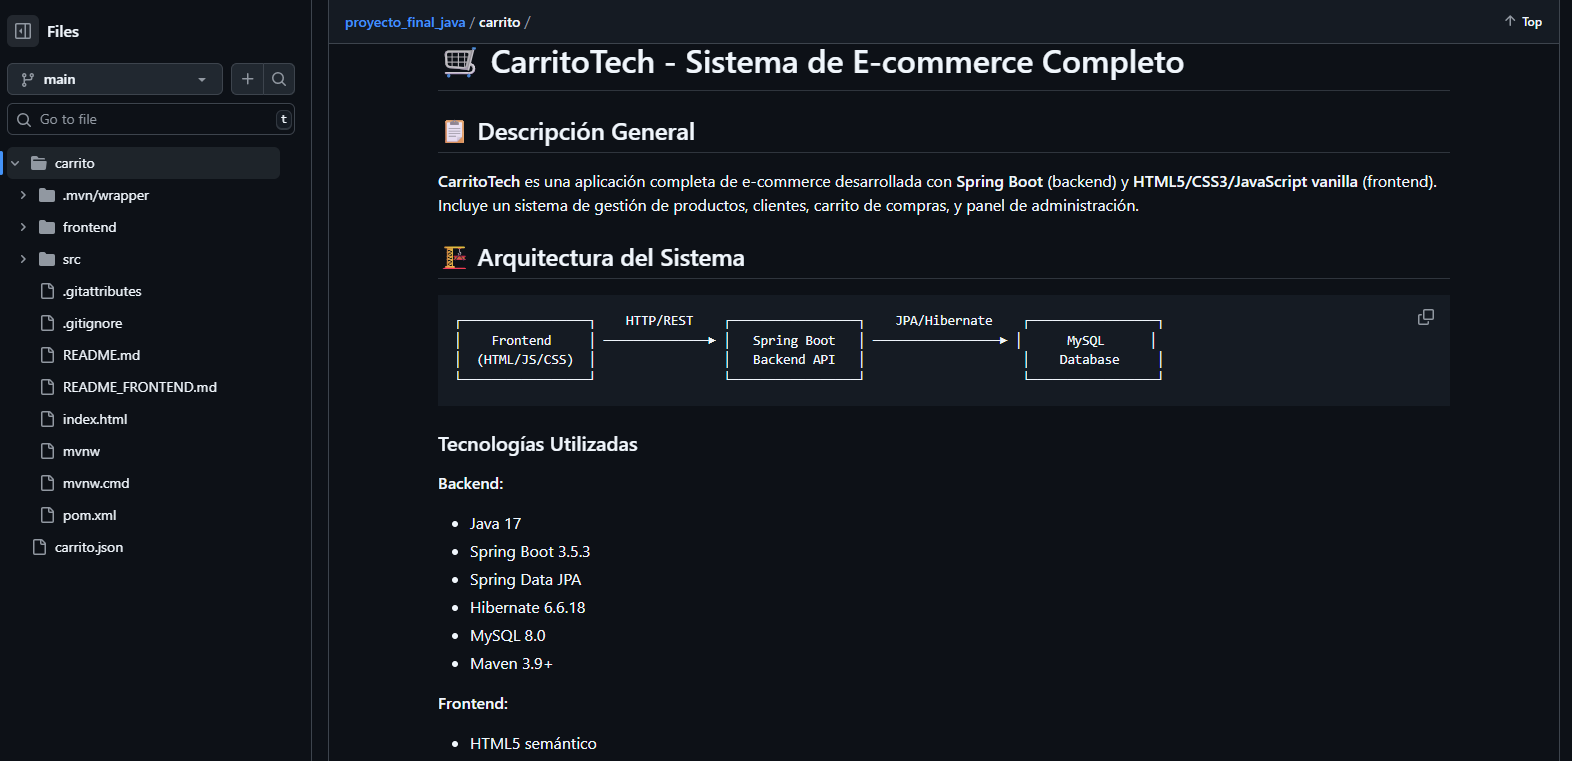 Files
main
Go to file
t
carrito
.mvn/wrapper
frontend
src
.gitattributes
.gitignore
README.md
README_FRONTEND.md
index.html
mvnw
mvnw.cmd
pom.xml
carrito.json
proyecto_final_java / carrito /
Top
CarritoTech - Sistema de E-commerce Completo
Descripción General
CarritoTech es una aplicación completa de e-commerce desarrollada con Spring Boot (backend) y HTML5/CSS3/JavaScript vanilla (frontend).
Incluye un sistema de gestión de productos, clientes, carrito de compras, y panel de administración.
Arquitectura del Sistema
HTTP/REST JPA/Hibernate
Frontend Spring Boot MySQL
(HTML/JS/CSS) Backend API Database
Tecnologías Utilizadas
Backend:
Java 17
Spring Boot 3.5.3
Spring Data JPA
Hibernate 6.6.18
MySQL 8.0
Maven 3.9+
Frontend:
HTML5 semántico